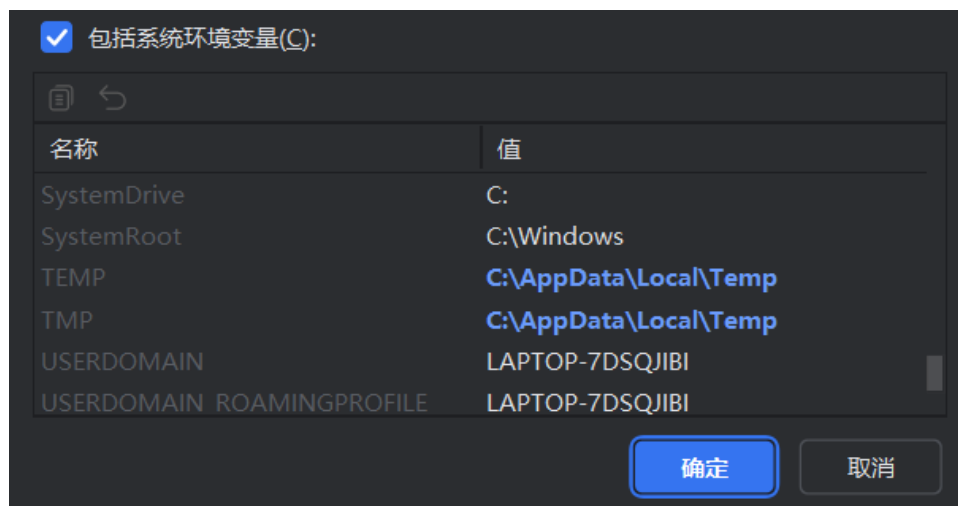 包括系统环境变量(C):
名称 值
SystemDrive C:
SystemRoot C:\Windows
TEMP C:\AppData\Local\Temp
TMP C:\AppData\Local\Temp
USERDOMAIN LAPTOP-7DSQJIBI
USERDOMAIN_ROAMINGPROFILE LAPTOP-7DSQJIBI
确定 取消